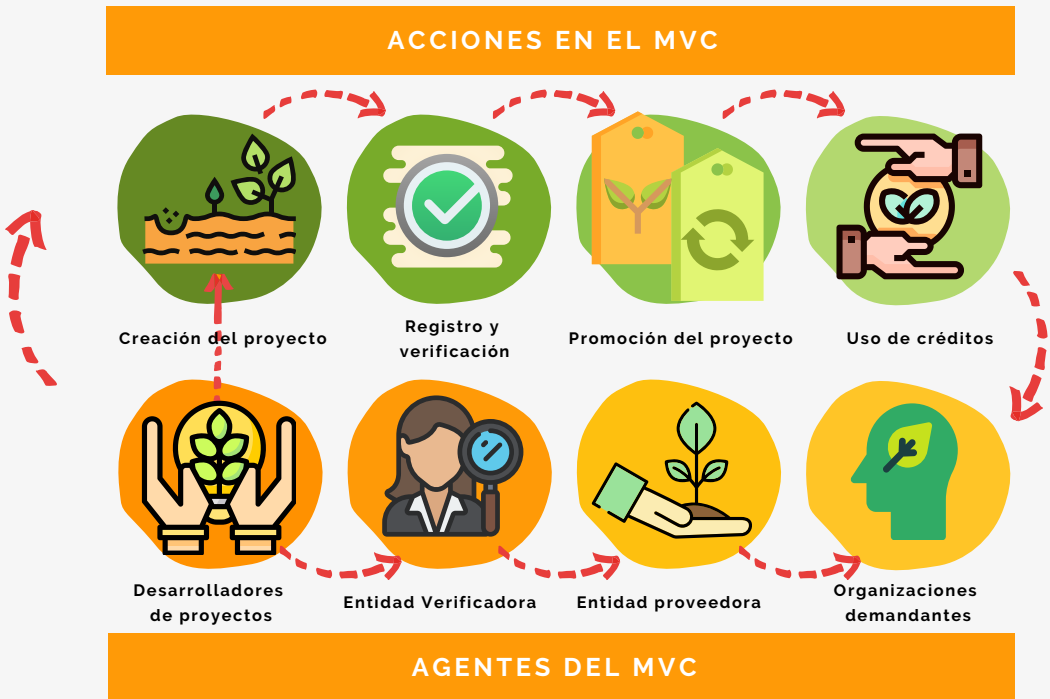 ACCIONES EN EL MVC
Creación del proyecto
Registro y
verificación
Promoción del proyecto
Uso de créditos
Desarrolladores
de proyectos
Entidad Verificadora
Entidad proveedora
Organizaciones
demandantes
AGENTES DEL MVC